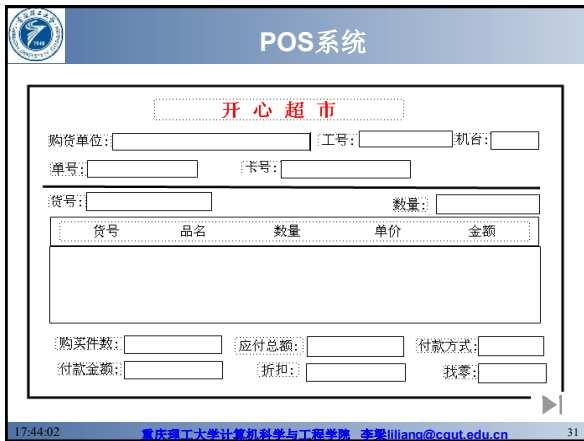 POS系统
开 心 超 市
购货单位: 工号: 机台:
单号: 卡号:
货号: 数量:
货号 品名 数量 单价 金额
购买件数: 应付总额: 付款方式:
付款金额: 折扣: 找零:
17:44:02 重庆理工大学计算机科学与工程学院 李梁liliang@cqut.edu.cn 31